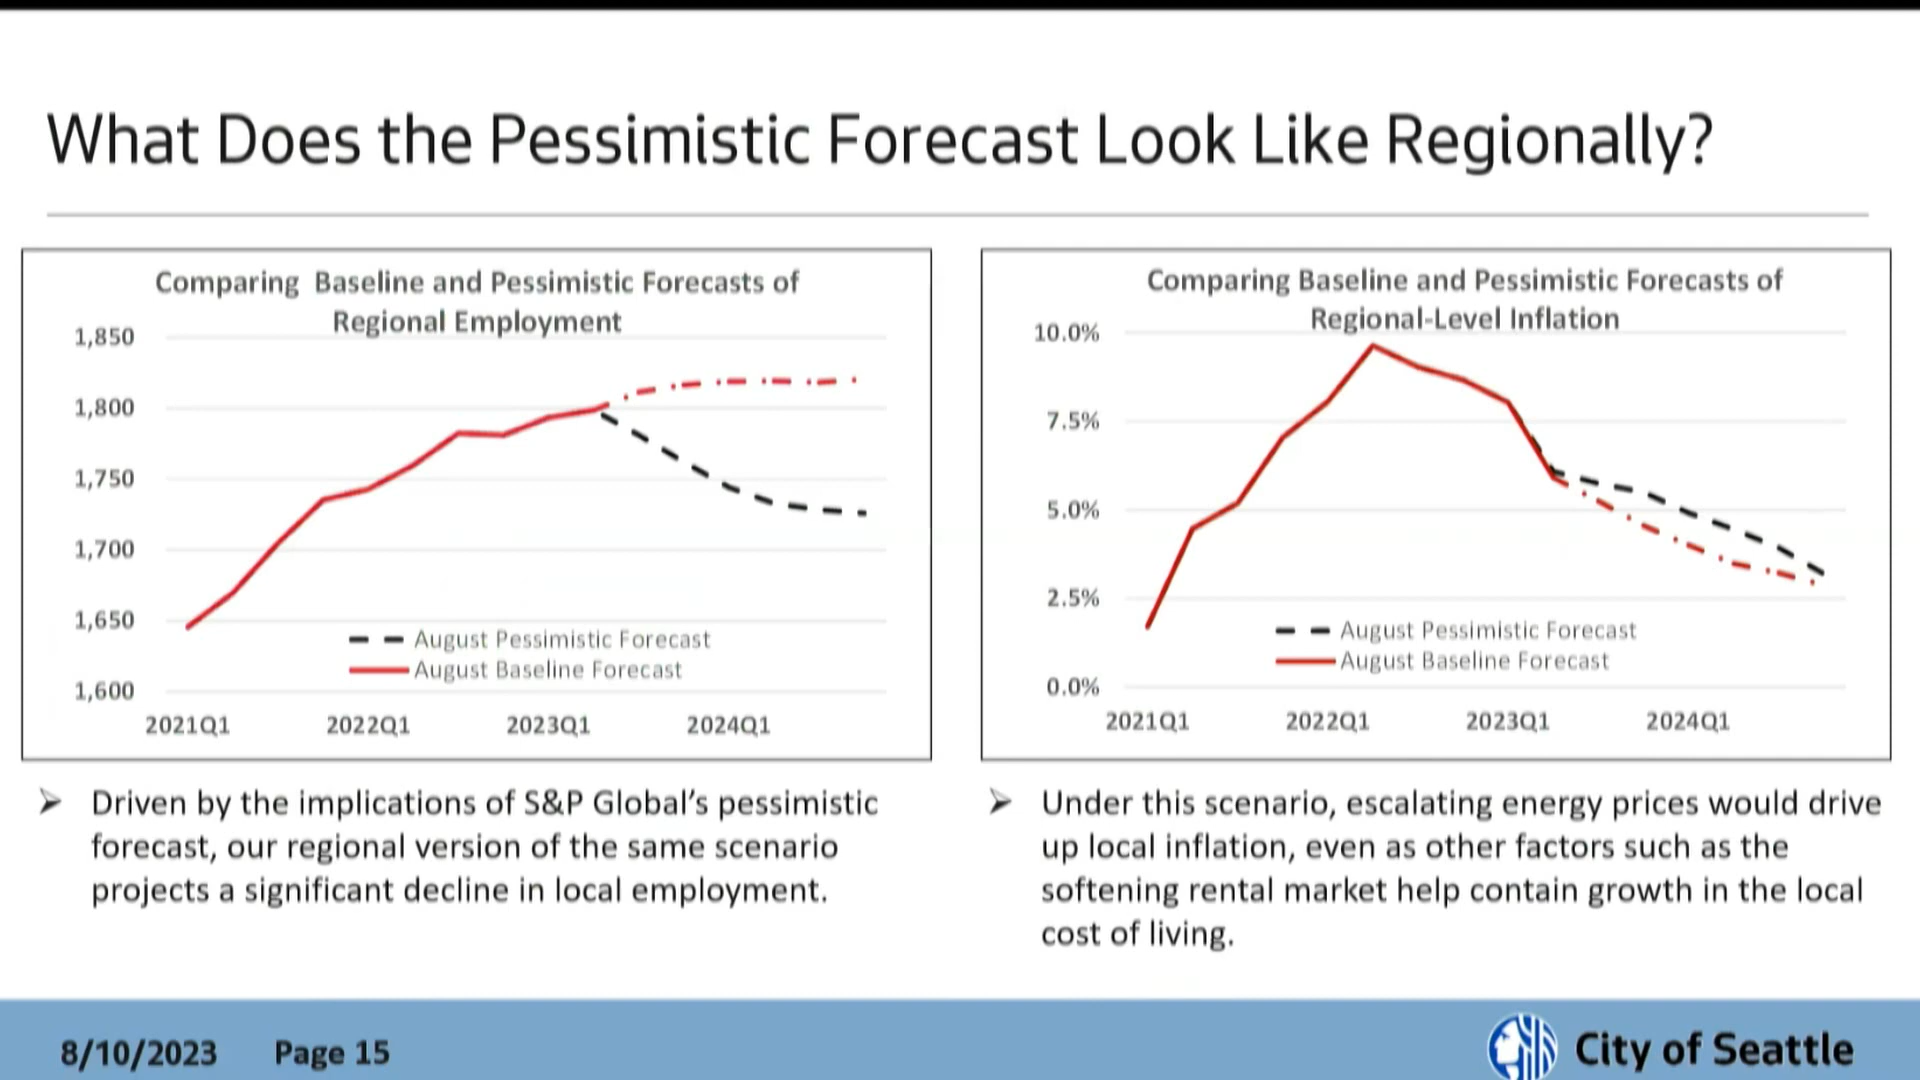 What Does the Pessimistic Forecast Look Like Regionally?
Comparing Baseline and Pessimistic Forecasts of
Regional Employment
1,850
1,800
1,750
1,700
1,650
1,600
August Pessimistic Forecast
August Baseline Forecast
2021Q1 2022Q1 2023Q1 2024Q1
Driven by the implications of S&P Global's pessimistic
forecast, our regional version of the same scenario
projects a significant decline in local employment.
Comparing Baseline and Pessimistic Forecasts of
Regional-Level Inflation
10.0%
7.5%
5.0%
2.5%
0.0%
August Pessimistic Forecast
August Baseline Forecast
2021Q1 2022Q1 2023Q1 2024Q1
Under this scenario, escalating energy prices would drive
up local inflation, even as other factors such as the
softening rental market help contain growth in the local
cost of living.
8/10/2023 Page 15
City of Seattle